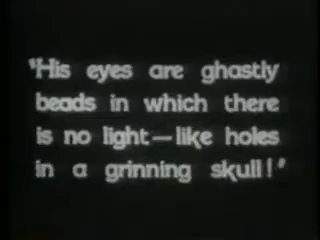 "His eyes are ghastly
beads in which there
is no light—like holes
in a grinning skull!"